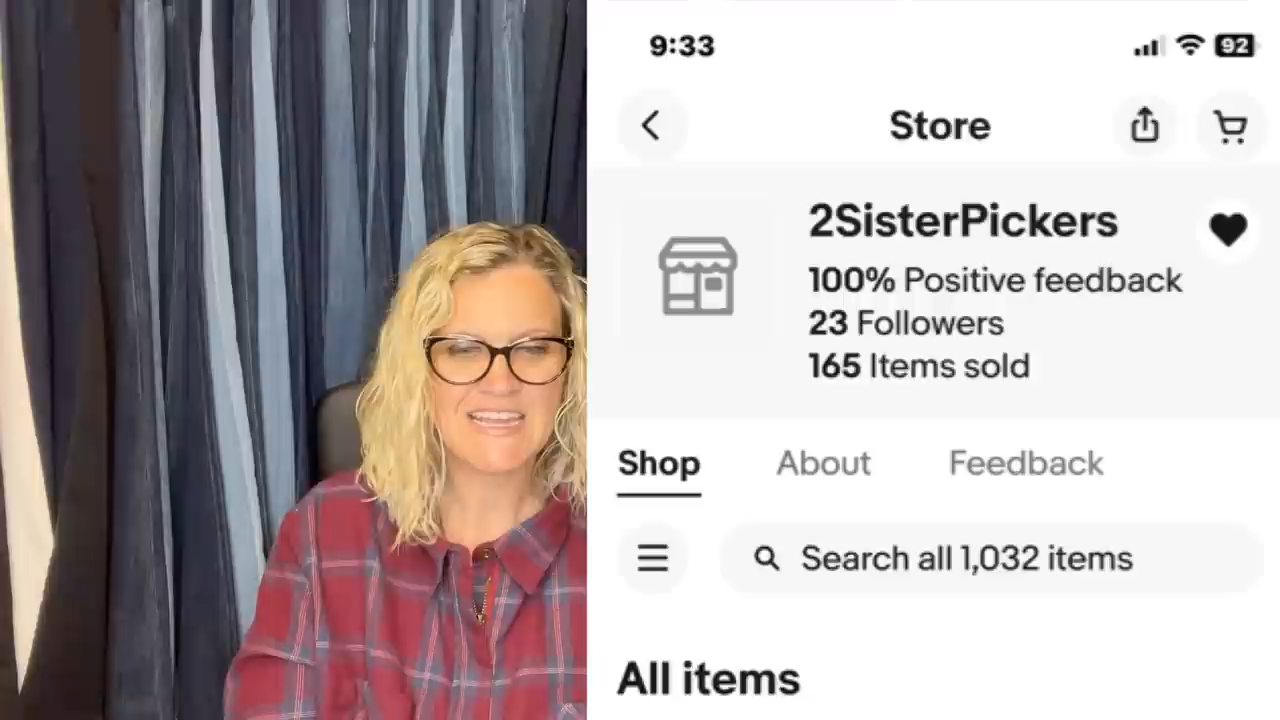 9:33
92
Store
2SisterPickers
100% Positive feedback
23 Followers
165 Items sold
Shop About Feedback
Search all 1,032 items
All items